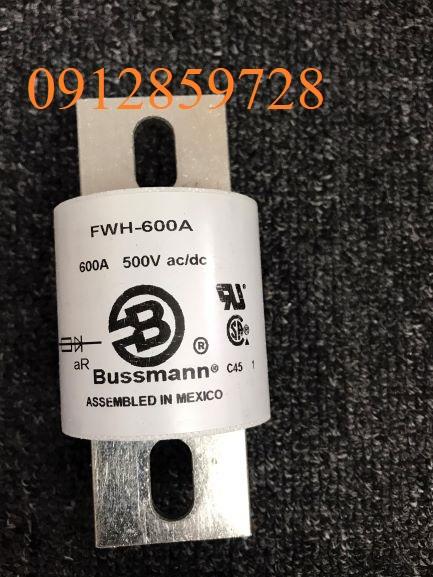 0912859728
FWH-600A
600A 500V ac/dc
B
®
aR
Bussmann®
C45 1
ASSEMBLED IN MEXICO